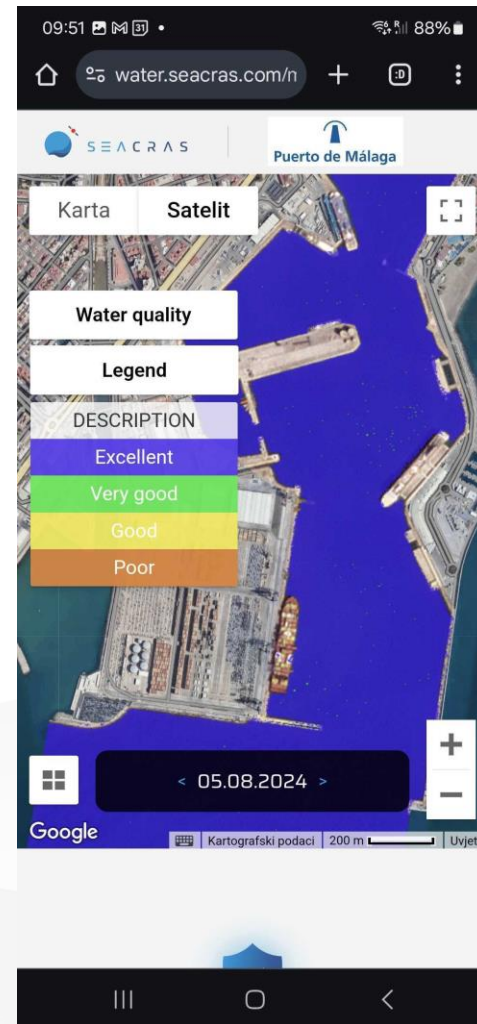 09:51 31 88%
water.seacras.com/n :D
SEACRAS
Puerto de Málaga
Karta Satelit
Water quality
Legend
DESCRIPTION
Excellent
Very good
Good
Poor
< 05.08.2024 >
Google
Kartografski podaci 200 m Uvjet